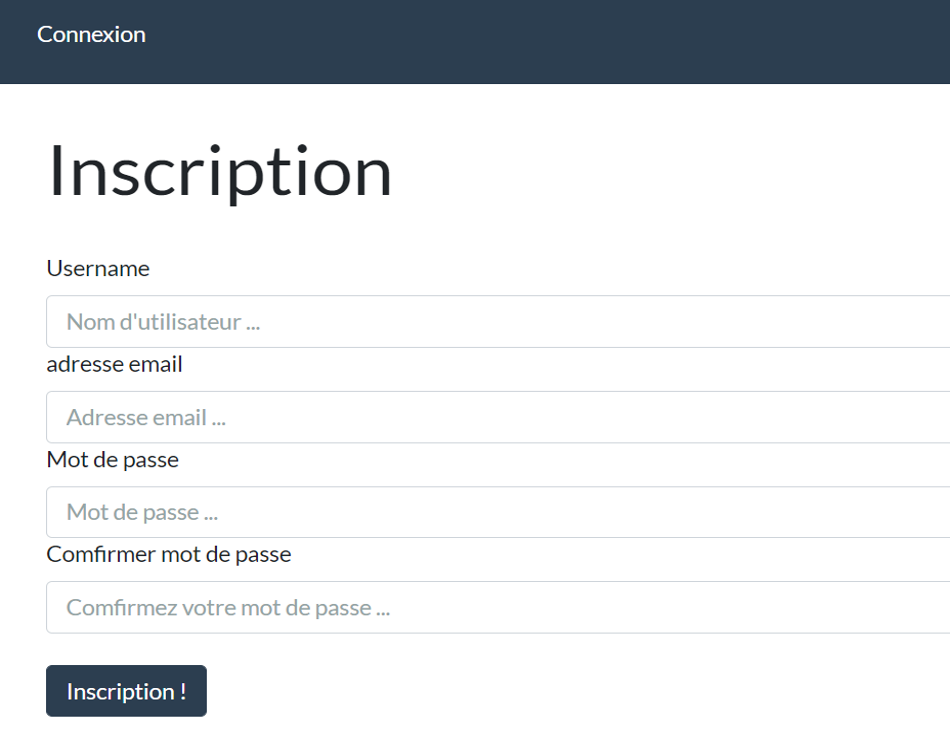 Connexion
Inscription
Username
Nom d'utilisateur ...
adresse email
Adresse email ...
Mot de passe
Mot de passe ...
Comfirmer mot de passe
Comfirmez votre mot de passe ...
Inscription !